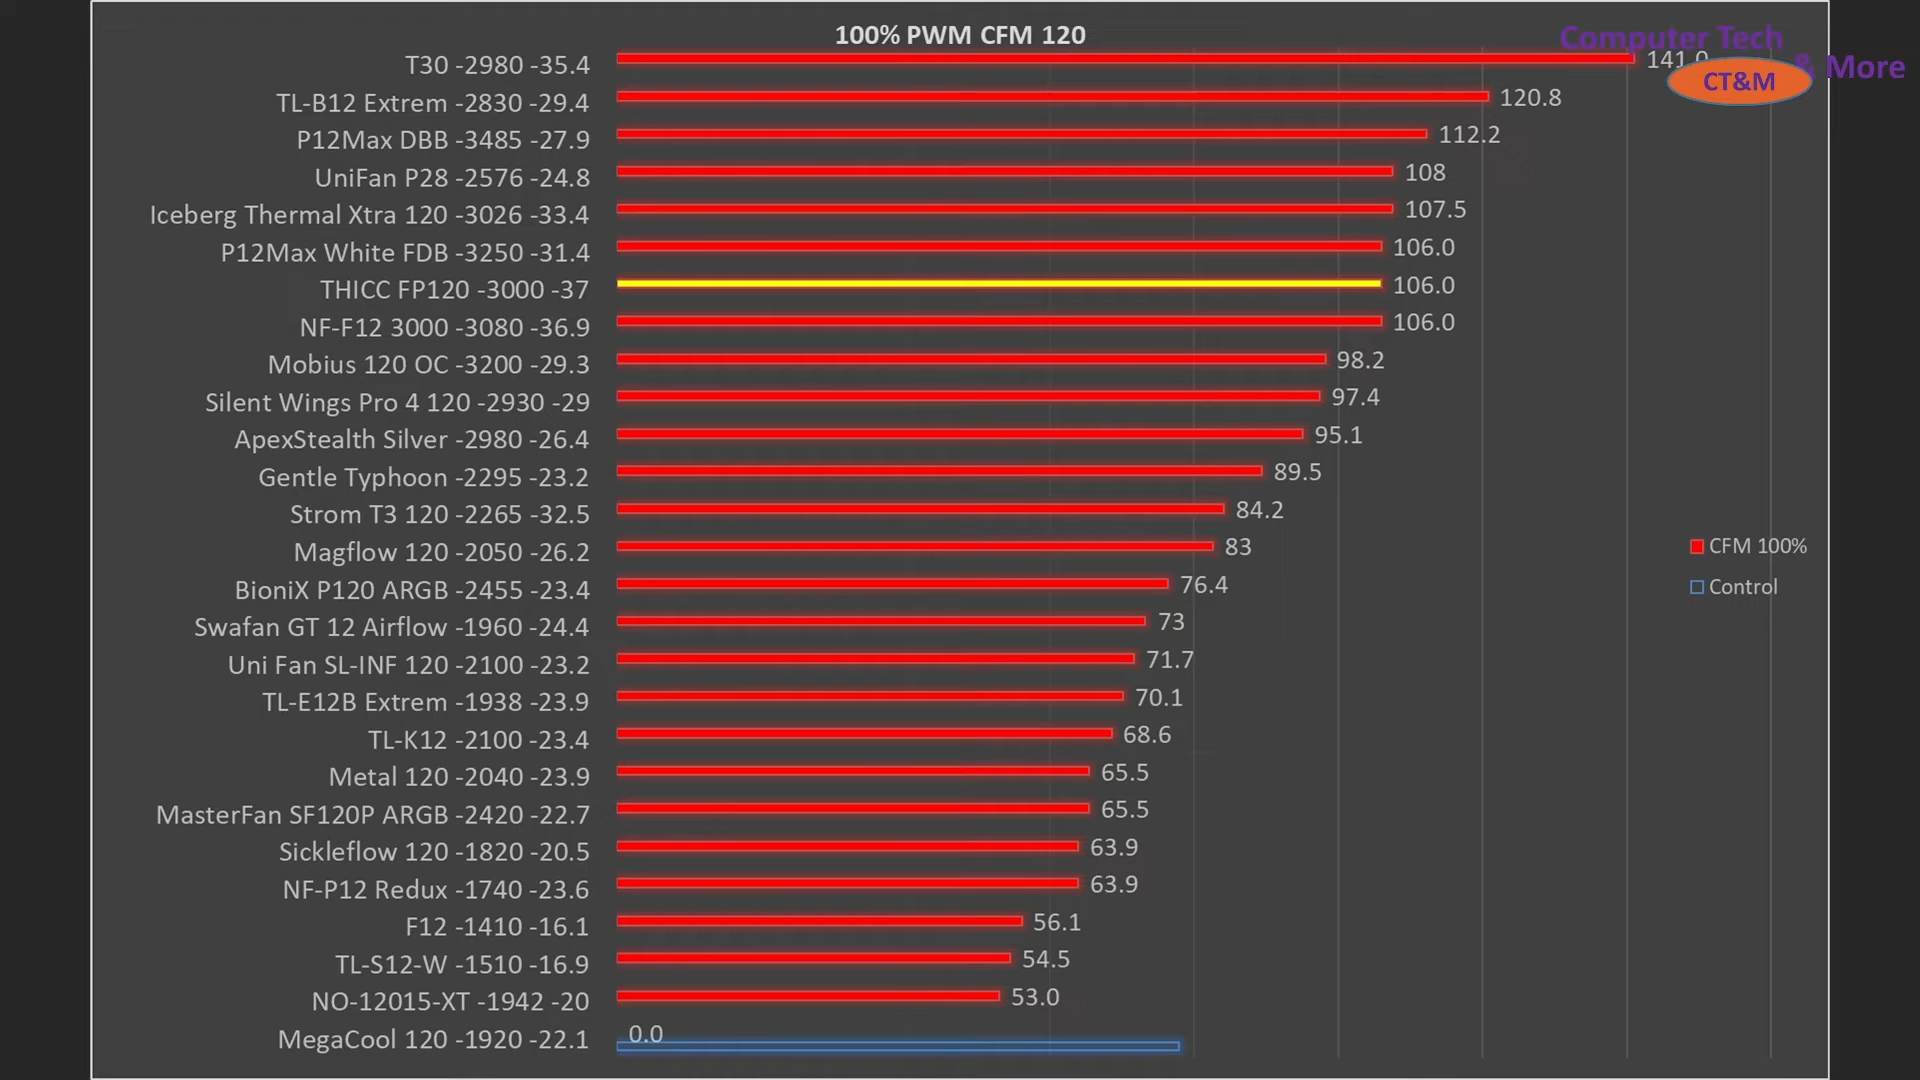 100% PWM CFM 120
Computer Tech
& More
CT&M
T30 -2980 -35.4 141.0
TL-B12 Extrem -2830 -29.4 120.8
P12Max DBB -3485 -27.9 112.2
UniFan P28 -2576 -24.8 108
Iceberg Thermal Xtra 120 -3026 -33.4 107.5
P12Max White FDB -3250 -31.4 106.0
THICC FP120 -3000 -37 106.0
NF-F12 3000 -3080 -36.9 106.0
Mobius 120 OC -3200 -29.3 98.2
Silent Wings Pro 4 120 -2930 -29 97.4
ApexStealth Silver -2980 -26.4 95.1
Gentle Typhoon -2295 -23.2 89.5
Strom T3 120 -2265 -32.5 84.2
Magflow 120 -2050 -26.2 83
BioniX P120 ARGB -2455 -23.4 76.4
Swafan GT 12 Airflow -1960 -24.4 73
Uni Fan SL-INF 120 -2100 -23.2 71.7
TL-E12B Extrem -1938 -23.9 70.1
TL-K12 -2100 -23.4 68.6
Metal 120 -2040 -23.9 65.5
MasterFan SF120P ARGB -2420 -22.7 65.5
Sickleflow 120 -1820 -20.5 63.9
NF-P12 Redux -1740 -23.6 63.9
F12 -1410 -16.1 56.1
TL-S12-W -1510 -16.9 54.5
NO-12015-XT -1942 -20 53.0
MegaCool 120 -1920 -22.1 0.0
CFM 100%
Control